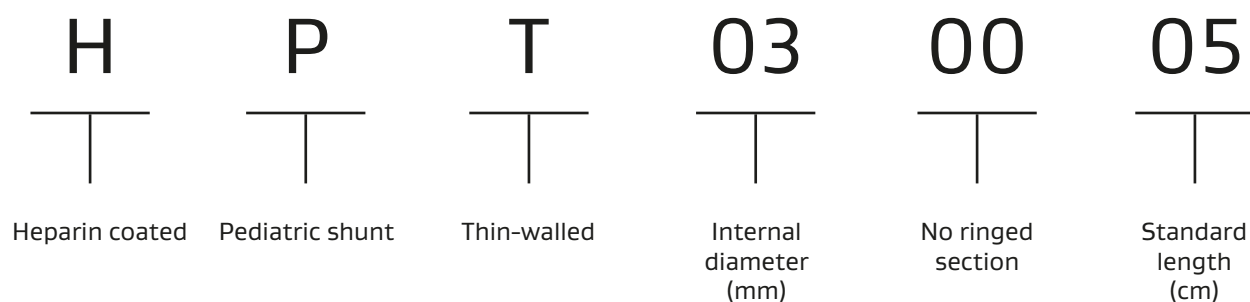 H P T 03 00 05
Heparin coated Pediatric shunt Thin-walled Internal diameter (mm) No ringed section Standard length (cm)